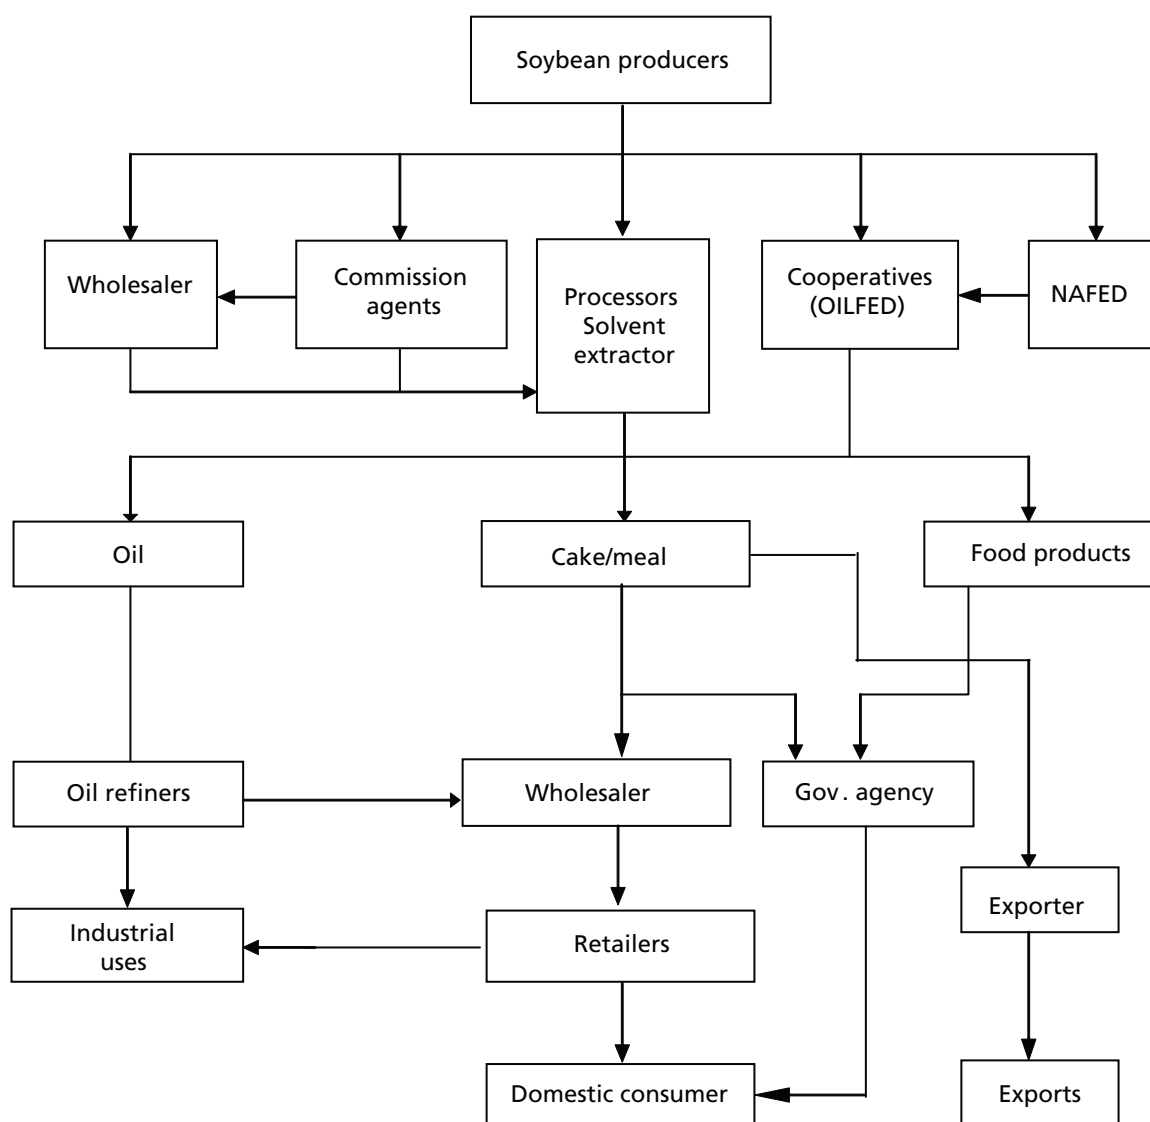 Soybean producers
Wholesaler
Commission
agents
Processors
Solvent
extractor
Cooperatives
(OILFED)
NAFED
Oil
Cake/meal
Food products
Oil refiners
Wholesaler
Gov. agency
Industrial
uses
Retailers
Exporter
Domestic consumer
Exports